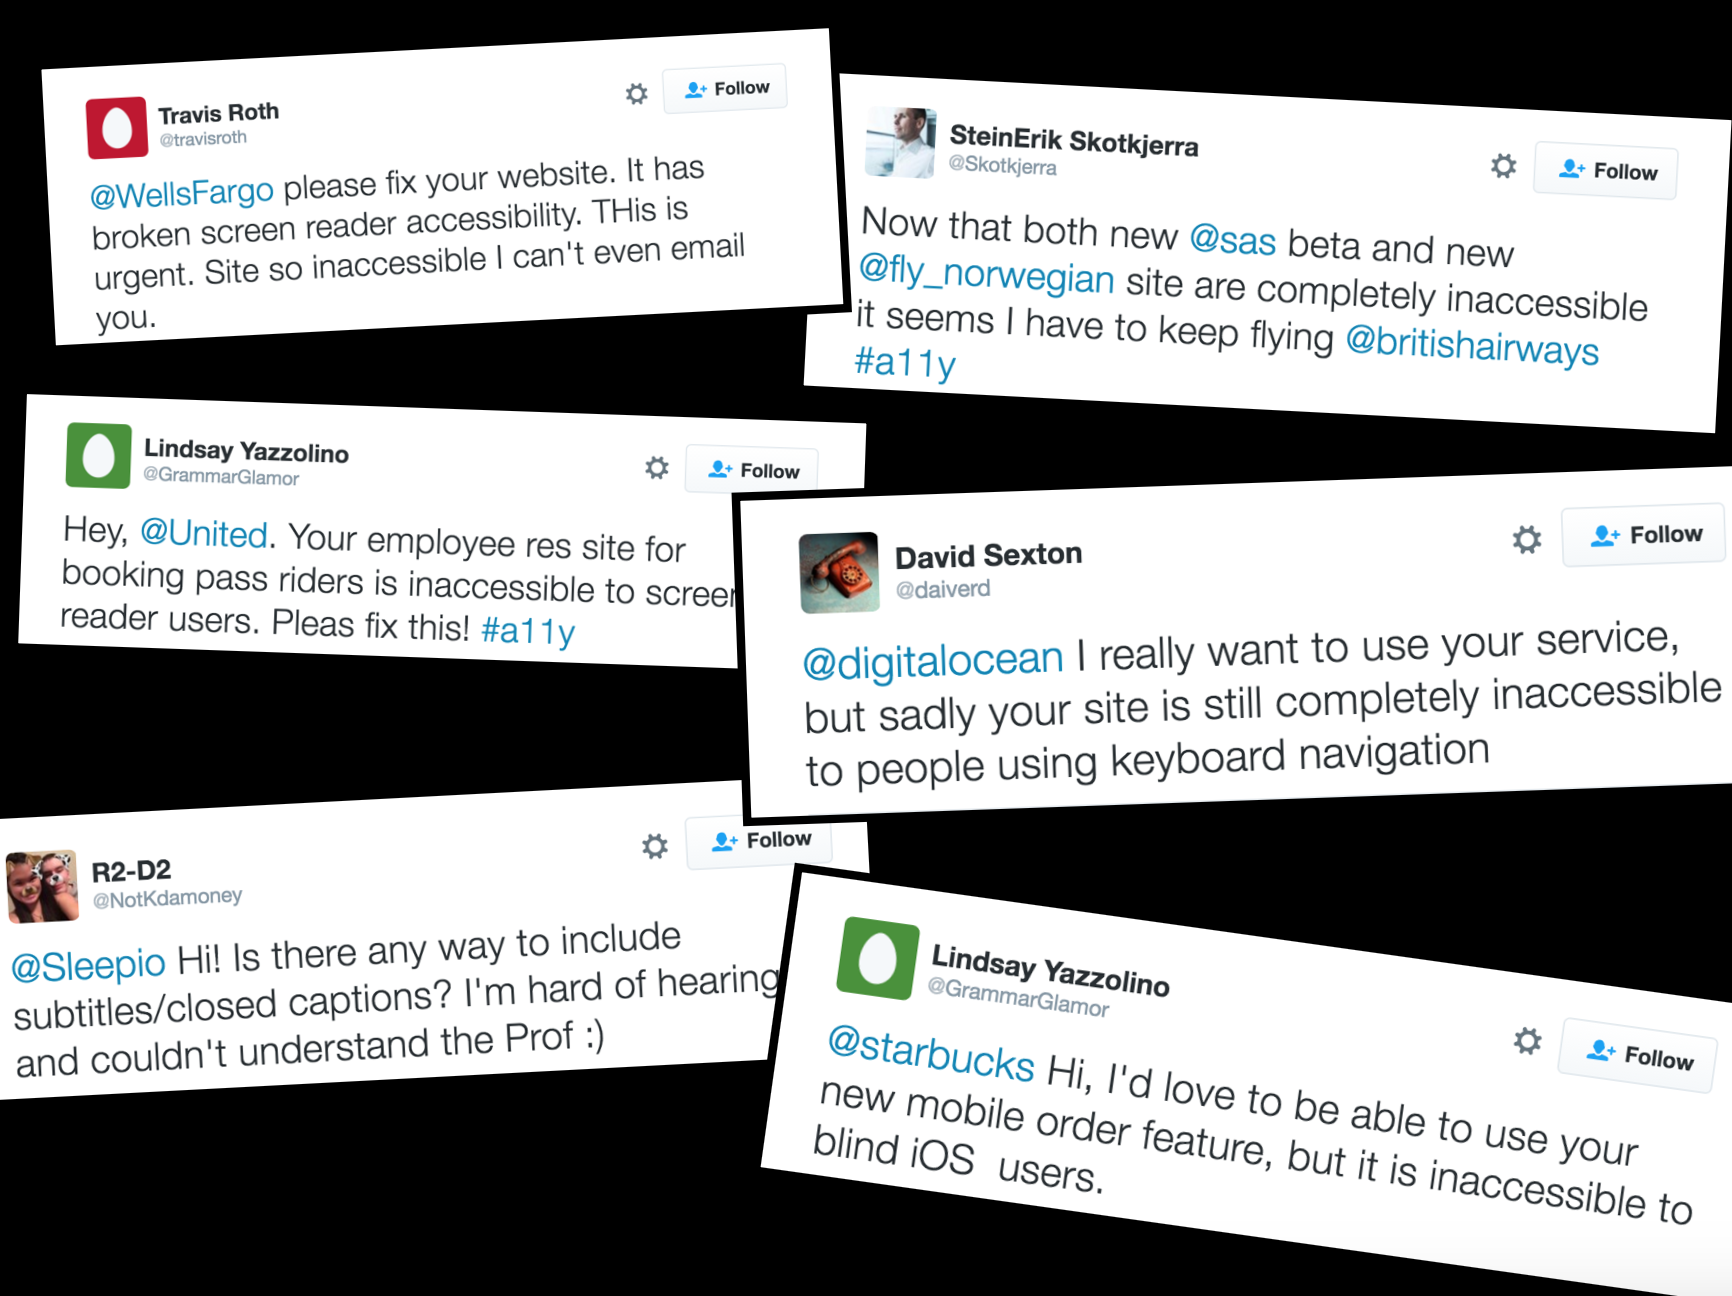 Travis Roth
@travisroth
Follow
@WellsFargo please fix your website. It has
broken screen reader accessibility. THis is
urgent. Site so inaccessible I can't even email
you.
SteinErik Skotkjerra
@Skotkjerra
Follow
Now that both new @sas beta and new
@fly_norwegian site are completely inaccessible
it seems I have to keep flying @britishairways
#a11y
Lindsay Yazzolino
@GrammarGlamor
Follow
Hey, @United. Your employee res site for
booking pass riders is inaccessible to screen
reader users. Pleas fix this! #a11y
David Sexton
@daiverd
Follow
@digitalocean I really want to use your service,
but sadly your site is still completely inaccessible
to people using keyboard navigation
R2-D2
@NotKdamoney
Follow
@Sleepio Hi! Is there any way to include
subtitles/closed captions? I'm hard of hearing
and couldn't understand the Prof :)
Lindsay Yazzolino
@GrammarGlamor
Follow
@starbucks Hi, I'd love to be able to use your
new mobile order feature, but it is inaccessible to
blind iOS  users.